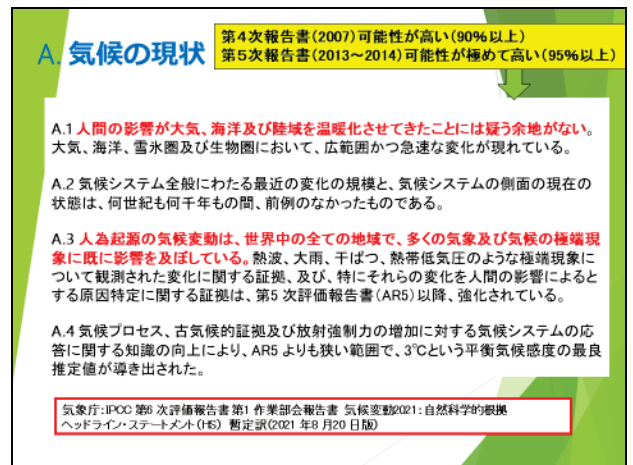 A. 気候の現状
第4次報告書(2007)可能性が高い(90%以上)
第5次報告書(2013～2014)可能性が極めて高い(95%以上)
A.1 人間の影響が大気、海洋及び陸域を温暖化させてきたことには疑う余地がない。
大気、海洋、雪氷圏及び生物圏において、広範囲かつ急速な変化が現れている。
A.2 気候システム全般にわたる最近の変化の規模と、気候システムの側面の現在の
状態は、何世紀も何千年もの間、前例のなかったものである。
A.3 人為起源の気候変動は、世界中の全ての地域で、多くの気象及び気候の極端現
象に既に影響を及ぼしている。熱波、大雨、干ばつ、熱帯低気圧のような極端現象に
ついて観測された変化に関する証拠、及び、特にそれらの変化を人間の影響によると
する原因特定に関する証拠は、第5 次評価報告書(AR5)以降、強化されている。
A.4 気候プロセス、古気候的証拠及び放射強制力の増加に対する気候システムの応
答に関する知識の向上により、AR5 よりも狭い範囲で、3℃という平衡気候感度の最良
推定値が導き出された。
気象庁:IPCC 第6 次評価報告書第1 作業部会報告書 気候変動2021:自然科学的根拠
ヘッドライン・ステートメント(HS) 暫定訳(2021 年8 月20 日版)